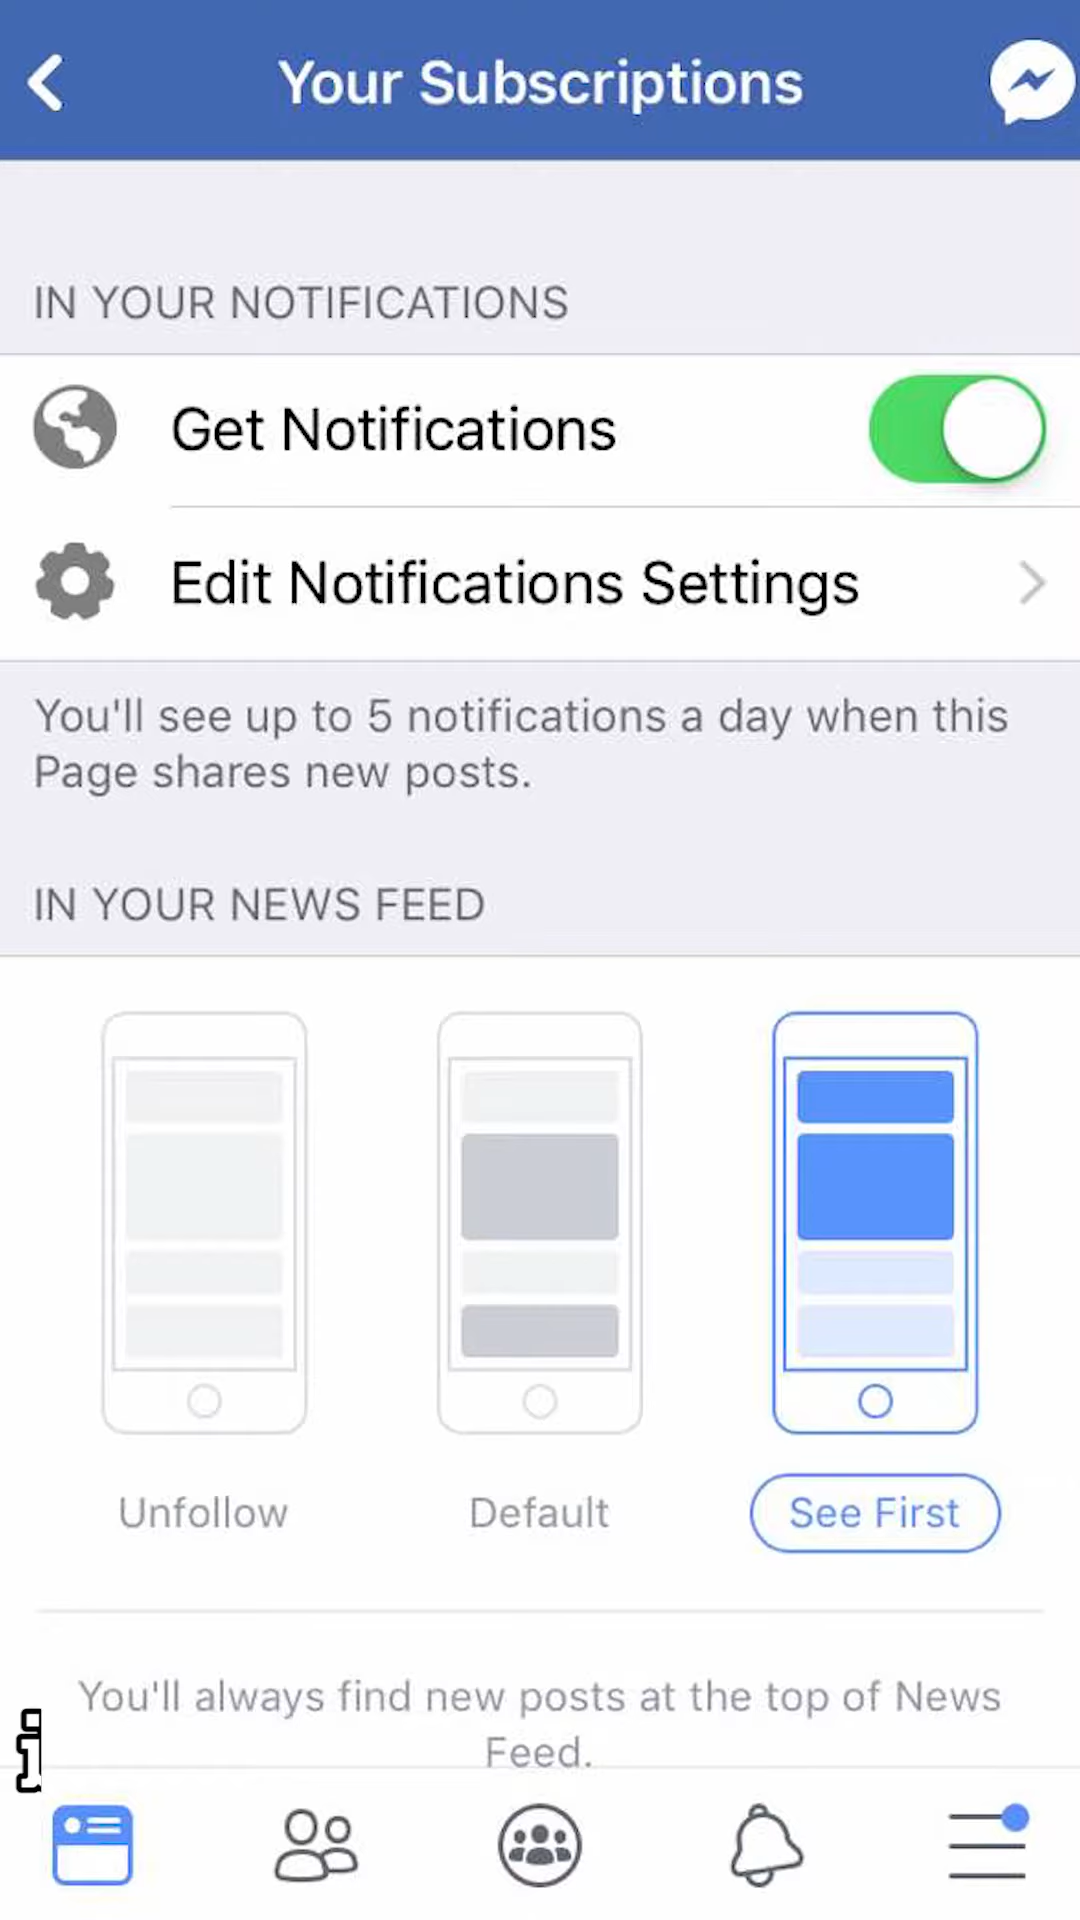 Your Subscriptions
IN YOUR NOTIFICATIONS
Get Notifications
Edit Notifications Settings
You'll see up to 5 notifications a day when this
Page shares new posts.
IN YOUR NEWS FEED
Unfollow
Default
See First
You'll always find new posts at the top of News
Feed.
i